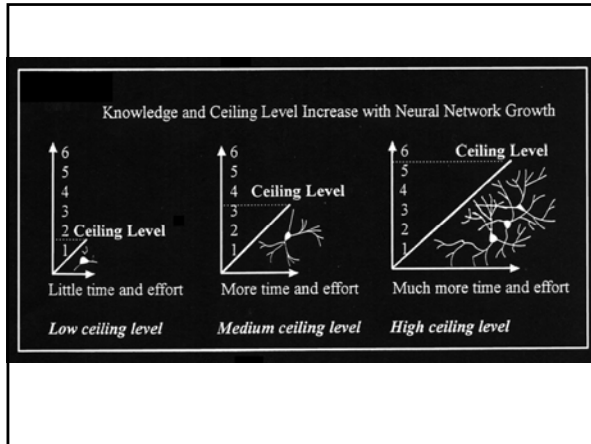 Knowledge and Ceiling Level Increase with Neural Network Growth
6
5
4
3
2
1
Ceiling Level
Little time and effort
Low ceiling level
6
5
4
3
2
1
Ceiling Level
More time and effort
Medium ceiling level
6
5
4
3
2
1
Ceiling Level
Much more time and effort
High ceiling level